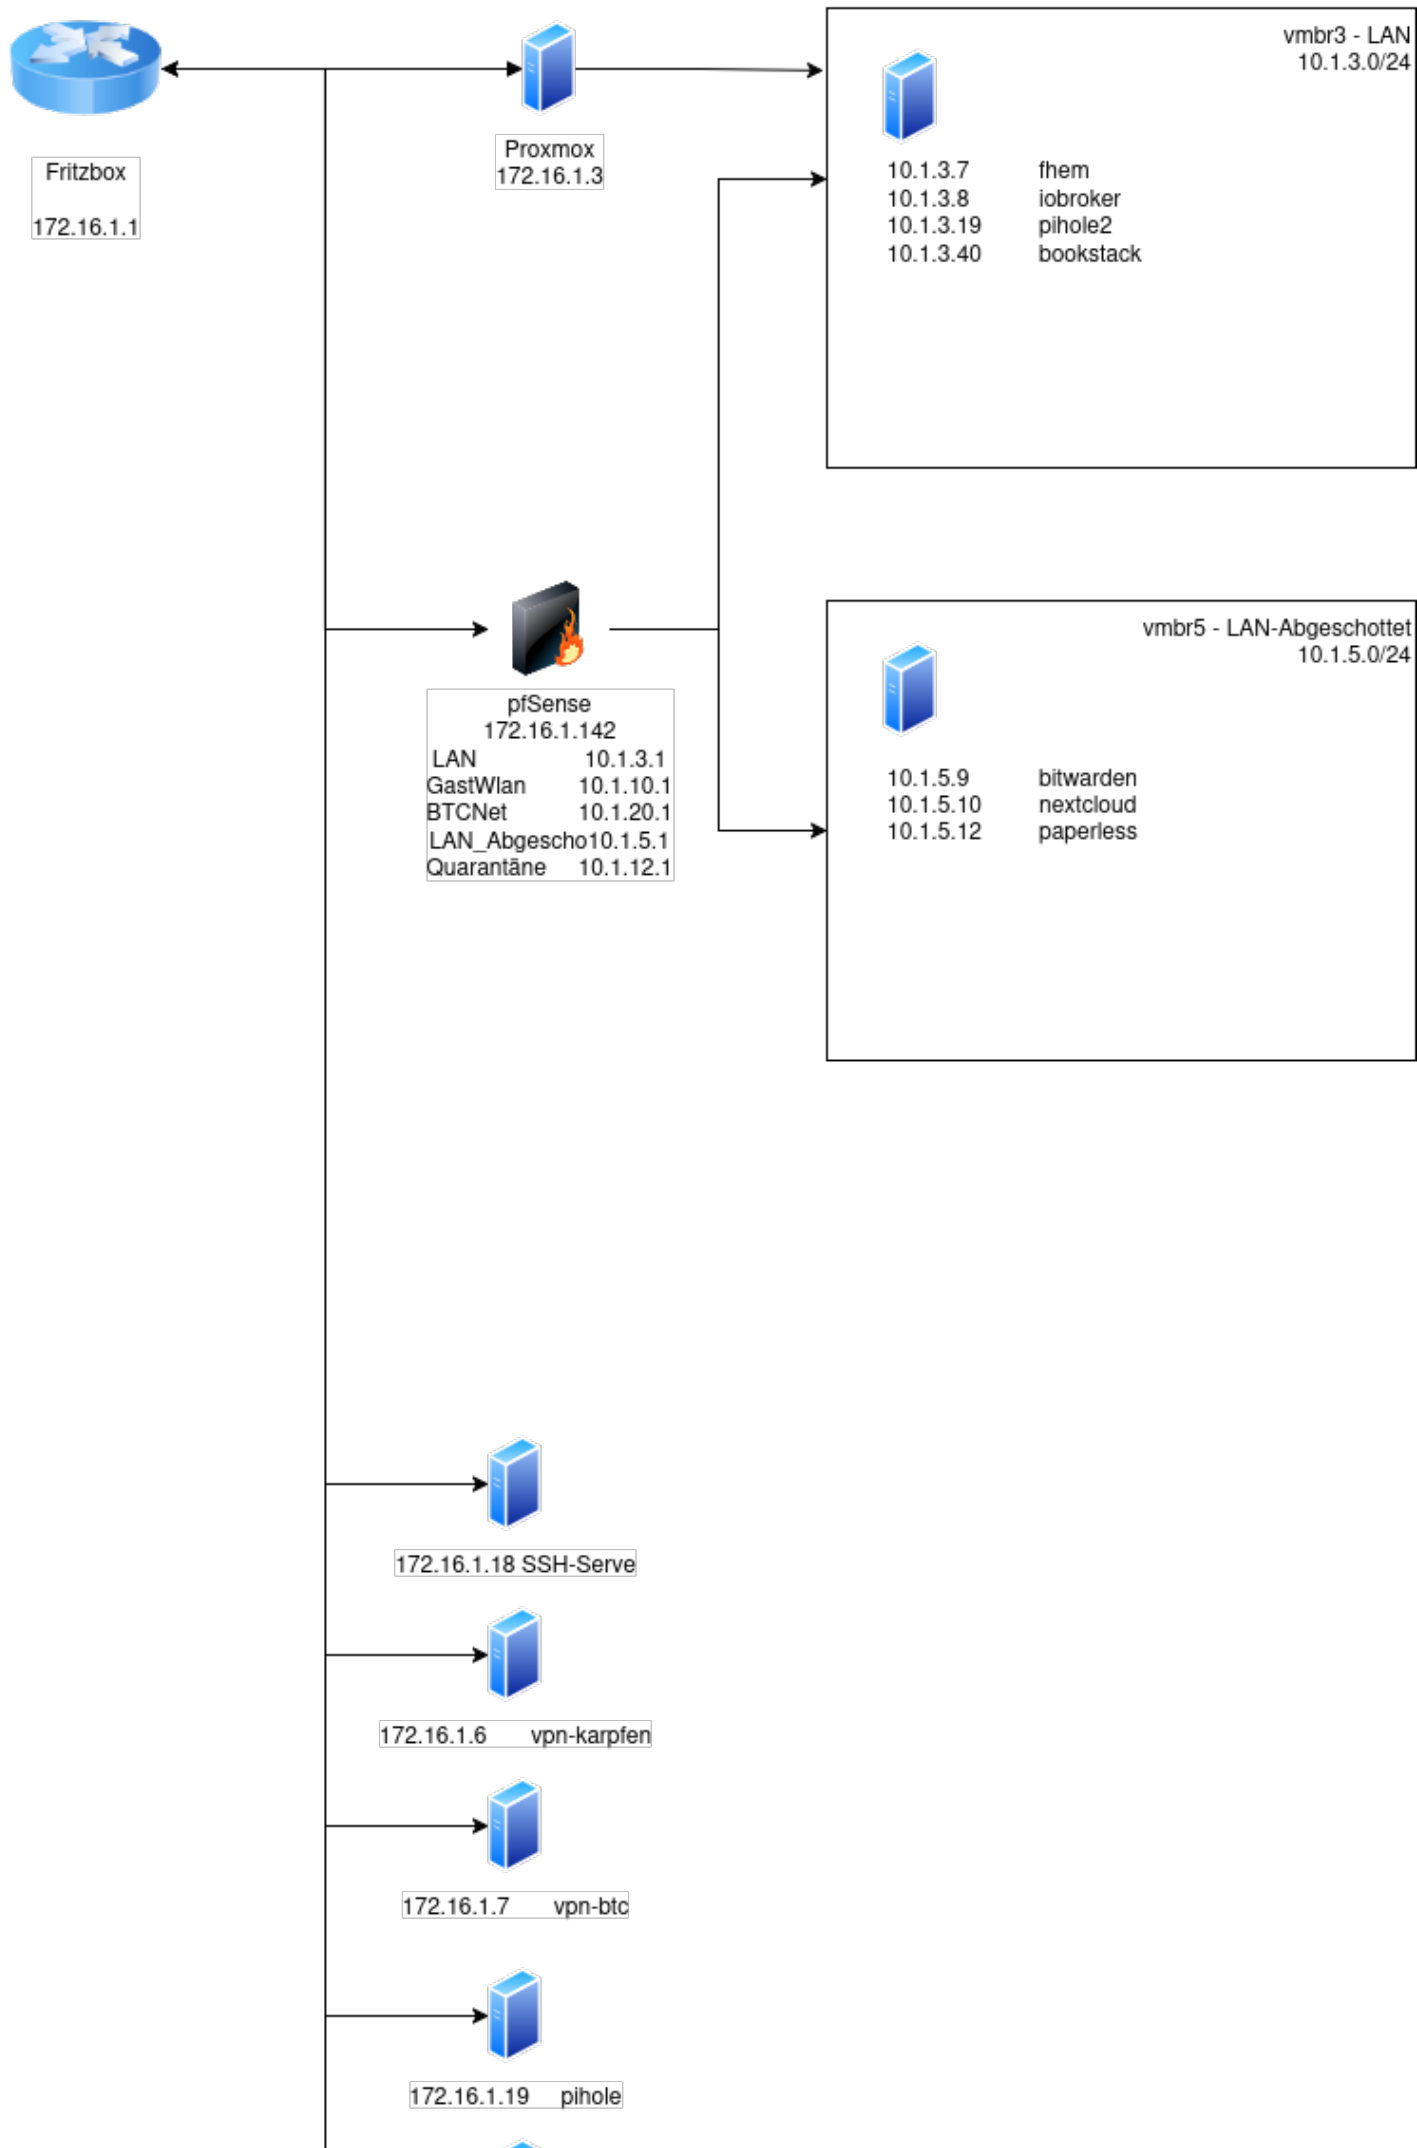 Fritzbox
172.16.1.1
Proxmox
172.16.1.3
vmbr3 - LAN
10.1.3.0/24
10.1.3.7 fhem
10.1.3.8 iobroker
10.1.3.19 pihole2
10.1.3.40 bookstack
pfSense
172.16.1.142
LAN 10.1.3.1
GastWlan 10.1.10.1
BTCNet 10.1.20.1
LAN_Abgescho10.1.5.1
Quarantäne 10.1.12.1
vmbr5 - LAN-Abgeschottet
10.1.5.0/24
10.1.5.9 bitwarden
10.1.5.10 nextcloud
10.1.5.12 paperless
172.16.1.18 SSH-Serve
172.16.1.6 vpn-karpfen
172.16.1.7 vpn-btc
172.16.1.19 pihole